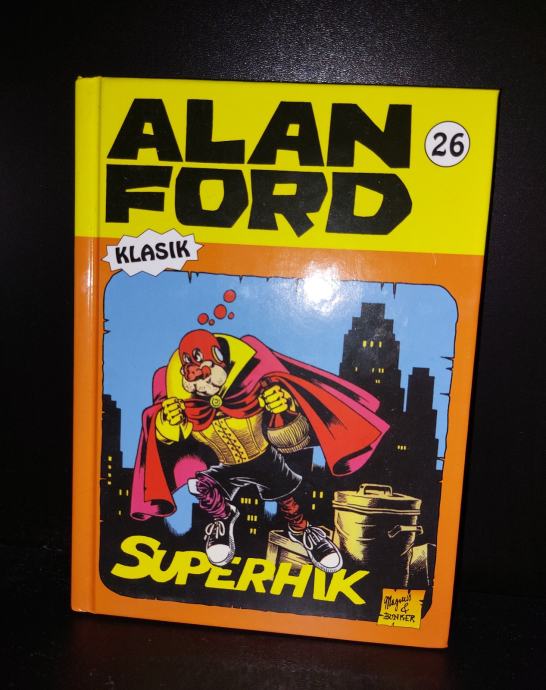 ALAN
FORD
26
KLASIK
SUPERHIK
Magnus
&
BUNKER